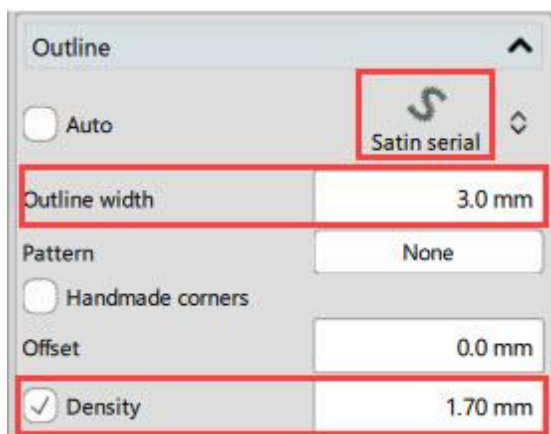 Outline
Auto
Satin serial
Outline width 3.0 mm
Pattern None
Handmade corners
Offset 0.0 mm
Density 1.70 mm